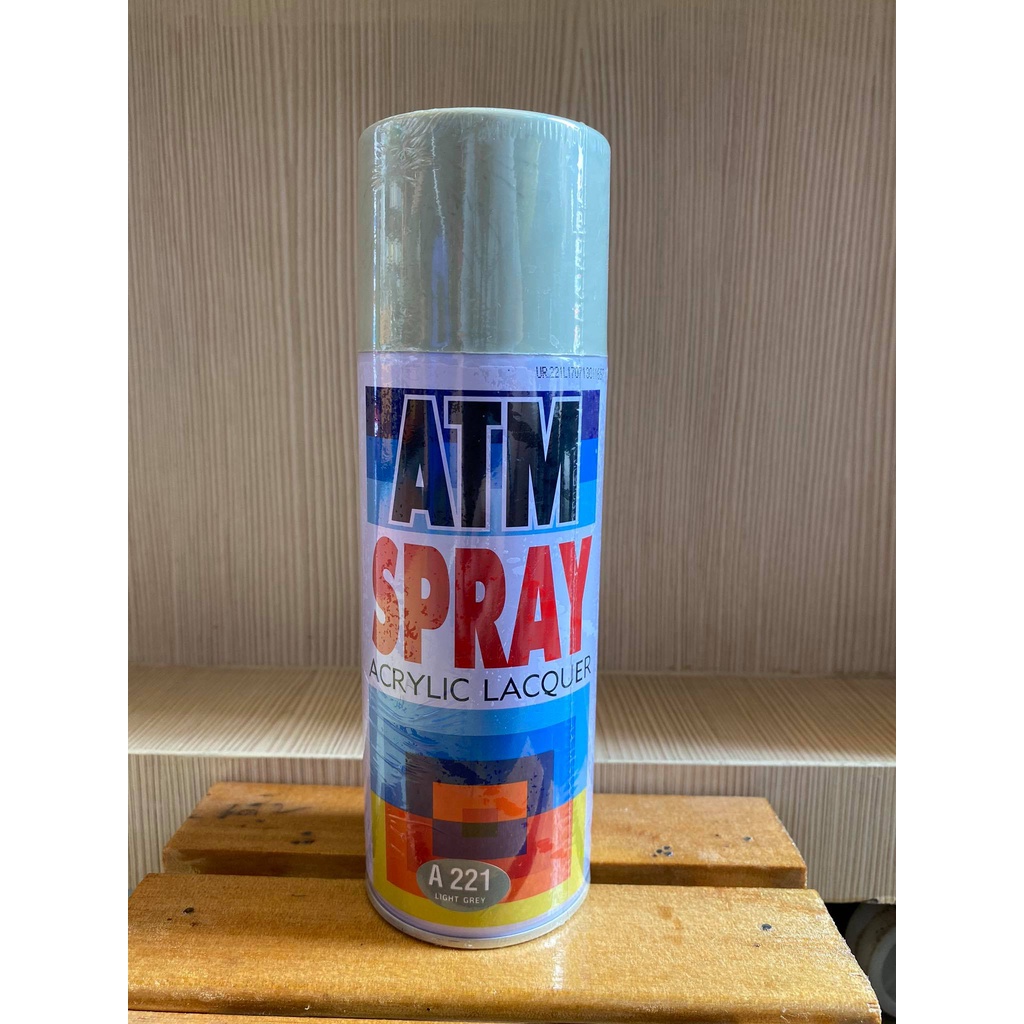 ATM
SPRAY
ACRYLIC LACQUER
A 221
LIGHT GREY